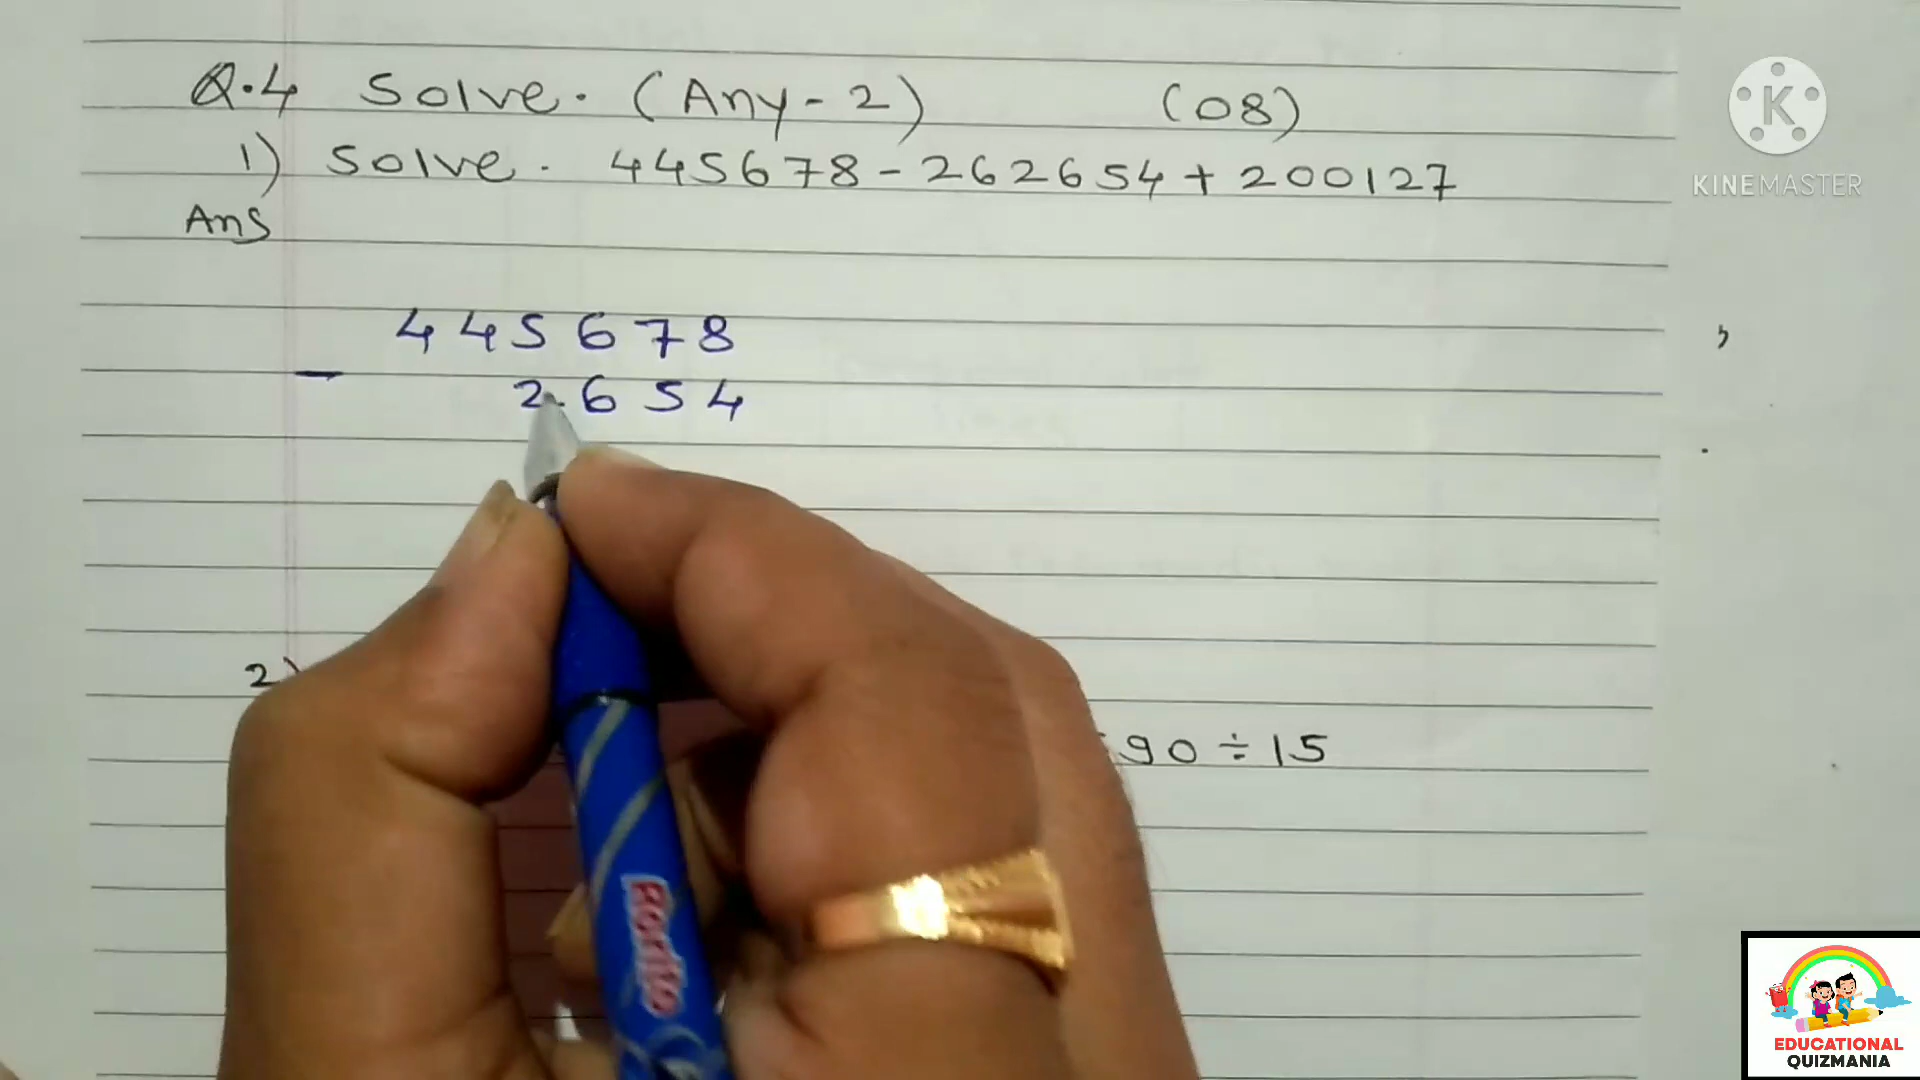 Q.4 Solve. (Any-2) (08)
1) Solve. 445678-262654+200127
Ans
445678
- 2654
2)
90÷15
K
KINEMASTER
Rorito
EDUCATIONAL
QUIZMANIA